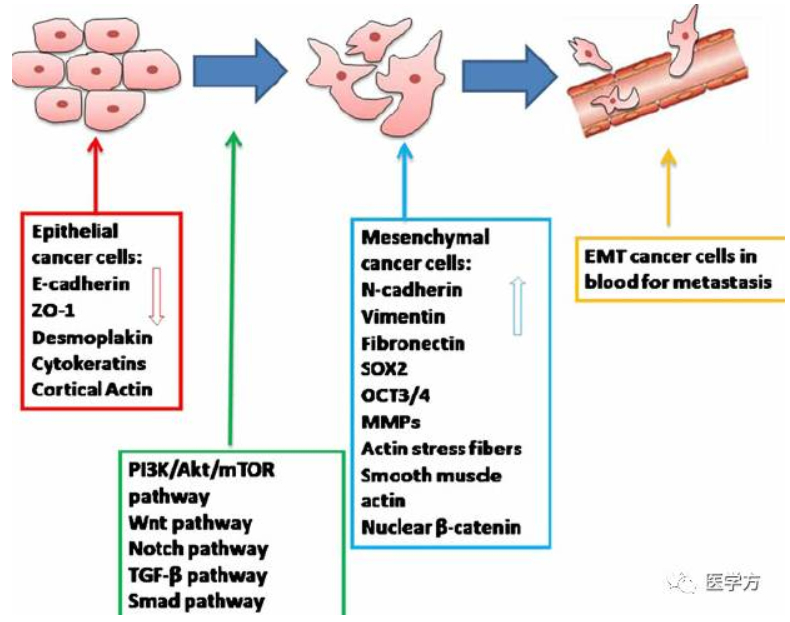 Epithelial
cancer cells:
E-cadherin
ZO-1
Desmoplakin
Cytokeratins
Cortical Actin
PI3K/Akt/mTOR
pathway
Wnt pathway
Notch pathway
TGF-β pathway
Smad pathway
Mesenchymal
cancer cells:
N-cadherin
Vimentin
Fibronectin
SOX2
OCT3/4
MMPs
Actin stress fibers
Smooth muscle
actin
Nuclear β-catenin
EMT cancer cells in
blood for metastasis
医学方